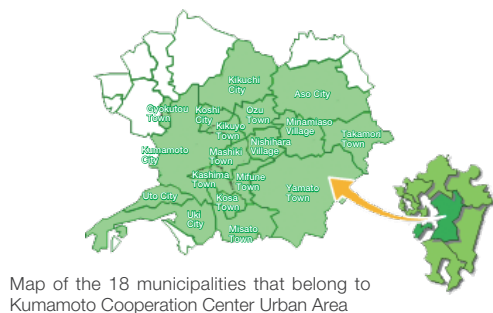 Kikuchi
City
Aso City
Gyokutou
Town
Koshi
City
Ozu
Town
Kikuyo
Town
Minamiaso
Village
Takamori
Town
Kumamoto
City
Mashiki
Town
Nishihara
Village
Kashima
Town
Mifune
Town
Uto City
Kosa
Town
Yamato
Town
Uki
City
Misato
Town
Map of the 18 municipalities that belong to
Kumamoto Cooperation Center Urban Area